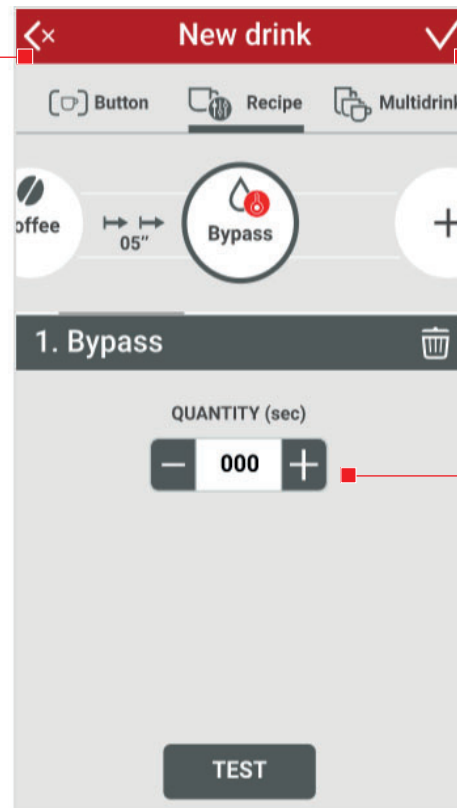 New drink
Button Recipe Multidrink
offee 05" Bypass
1. Bypass
QUANTITY (sec)
000
TEST